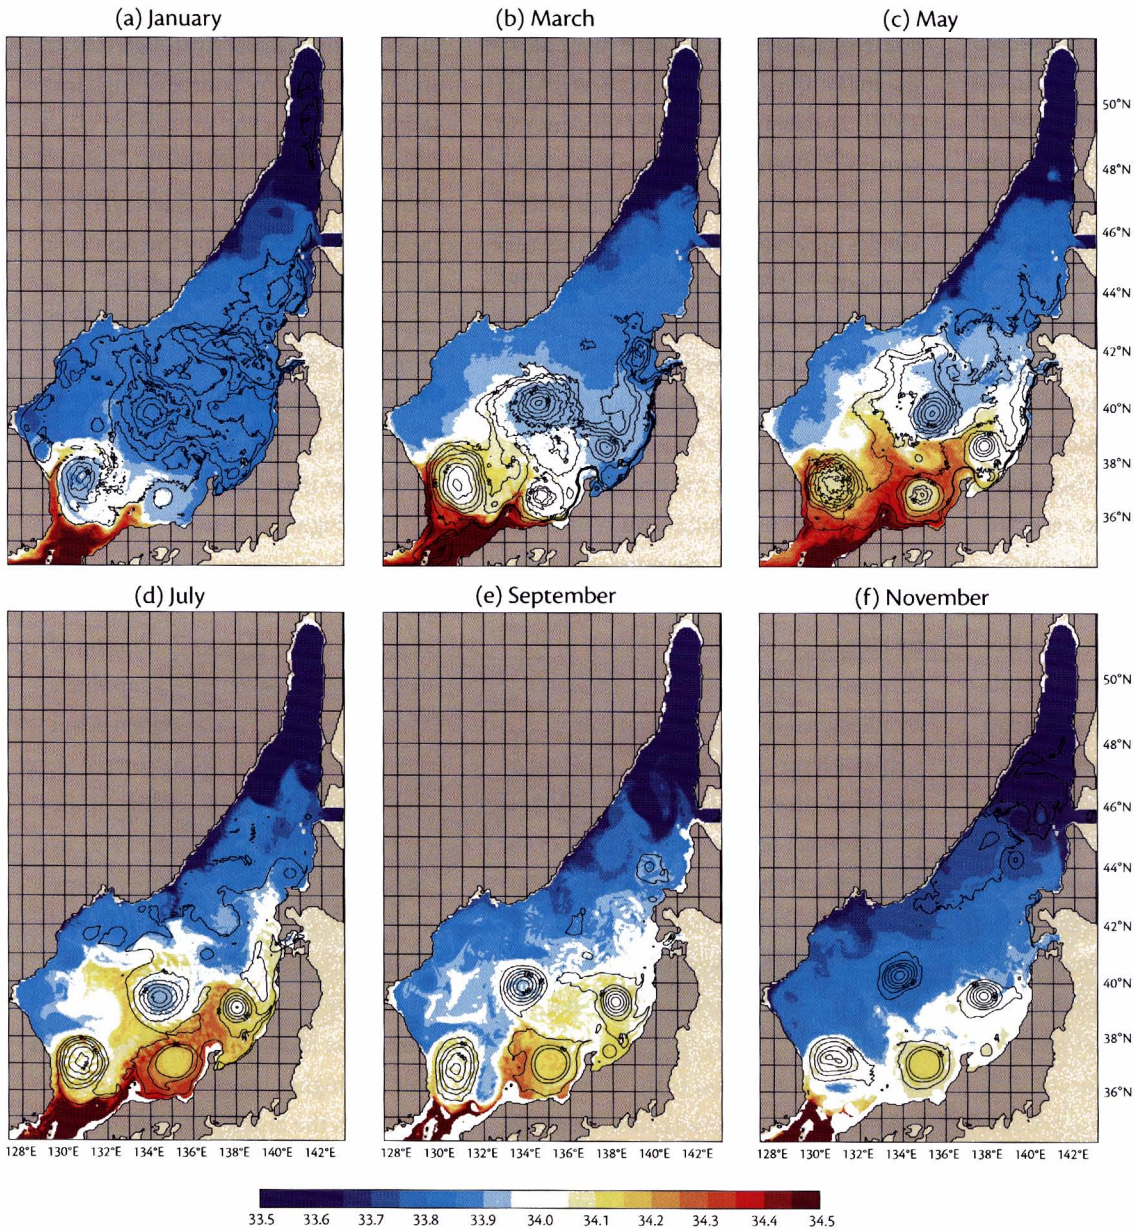 (a) January
(b) March
(c) May
50°N
48°N
46°N
44°N
42°N
40°N
38°N
36°N
(d) July
(e) September
(f) November
50°N
48°N
46°N
44°N
42°N
40°N
38°N
36°N
128°E 130°E 132°E 134°E 136°E 138°E 140°E 142°E 128°E 130°E 132°E 134°E 136°E 138°E 140°E 142°E 128°E 130°E 132°E 134°E 136°E 138°E 140°E 142°E
33.5 33.6 33.7 33.8 33.9 34.0 34.1 34.2 34.3 34.4 34.5